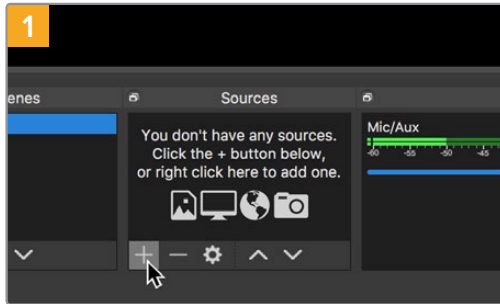 1
enes
Sources
Mic/Aux
You don't have any sources.
Click the + button below,
or right click here to add one.
-60 -55 -50 -45